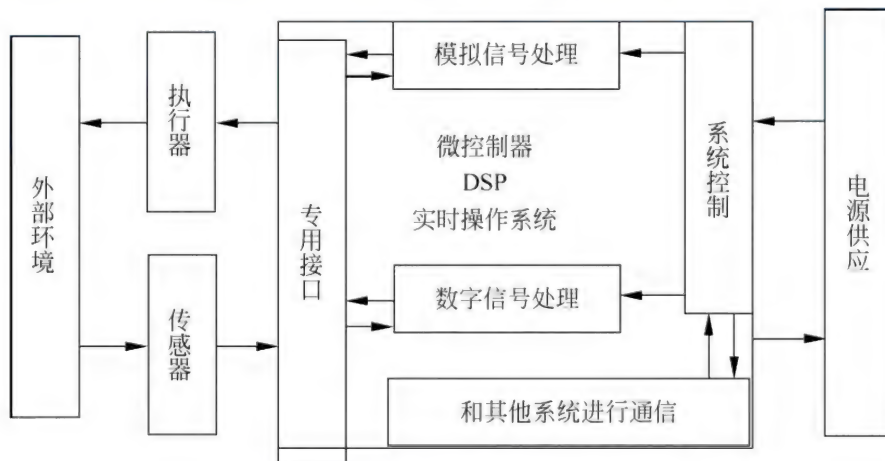 外部环境
执行器
传感器
专用接口
模拟信号处理
微控制器
DSP
实时操作系统
数字信号处理
和其他系统进行通信
系统控制
电源供应